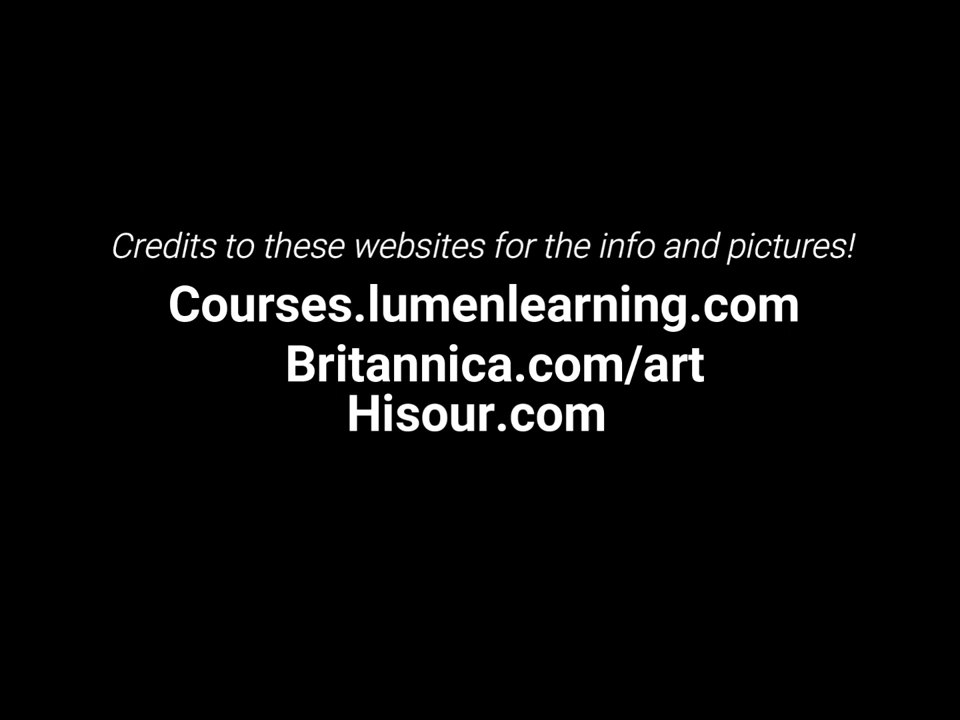 Credits to these websites for the info and pictures!
Courses.lumenlearning.com
Britannica.com/art
Hisour.com